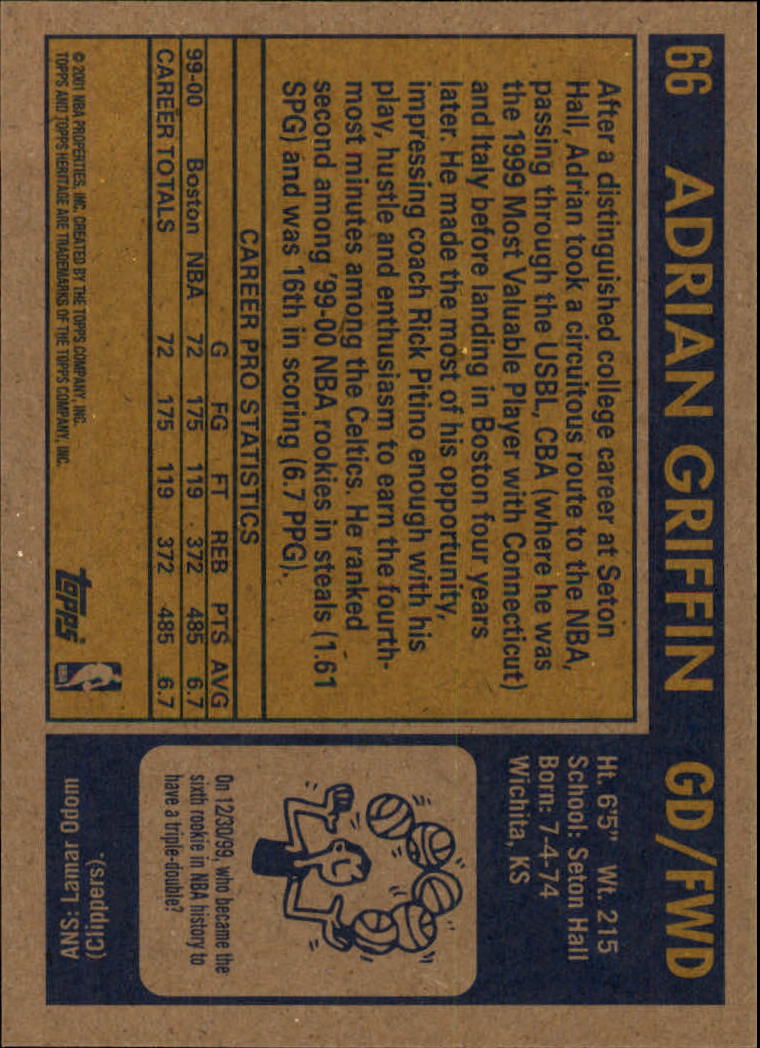 66 ADRIAN GRIFFIN GD/FWD
After a distinguished college career at Seton
Hall, Adrian took a circuitous route to the NBA,
passing through the USBL, CBA (where he was
the 1999 Most Valuable Player with Connecticut)
and Italy before landing in Boston four years
later. He made the most of his opportunity,
impressing coach Rick Pitino enough with his
play, hustle and enthusiasm to earn the fourth-
most minutes among the Celtics. He ranked
second among '99-00 NBA rookies in steals (1.61
SPG) and was 16th in scoring (6.7 PPG).
CAREER PRO STATISTICS
G FG FT REB PTS AVG
99-00 Boston NBA 72 175 119 372 485 6.7
CAREER TOTALS 72 175 119 372 485 6.7
© 2001 NBA PROPERTIES, INC. CREATED BY THE TOPPS COMPANY, INC.
TOPPS AND TOPPS HERITAGE ARE TRADEMARKS OF THE TOPPS COMPANY, INC.
topps
NBA
Ht. 6'5" Wt. 215
School: Seton Hall
Born: 7-4-74
Wichita, KS
On 12/30/99, who became the
sixth rookie in NBA history to
have a triple-double?
ANS: Lamar Odom
(Clippers).